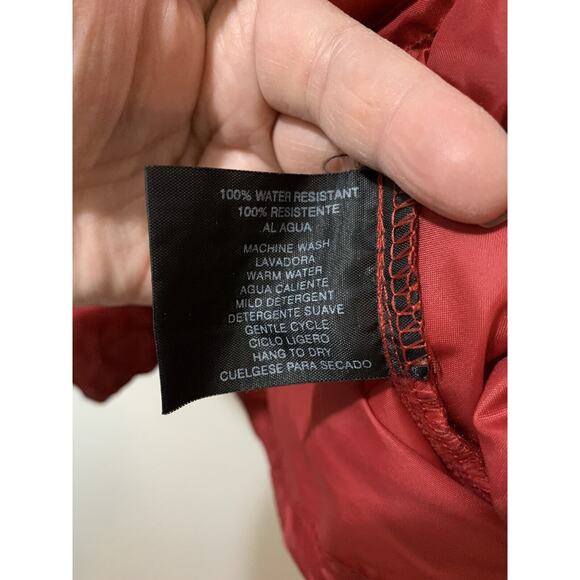 100% WATER RESISTANT
100% RESISTENTE
AL AGUA
MACHINE WASH
LAVADORA
WARM WATER
AGUA CALIENTE
MILD DETERGENT
DETERGENTE SUAVE
GENTLE CYCLE
CICLO LIGERO
HANG TO DRY
CUELGESE PARA SECADO